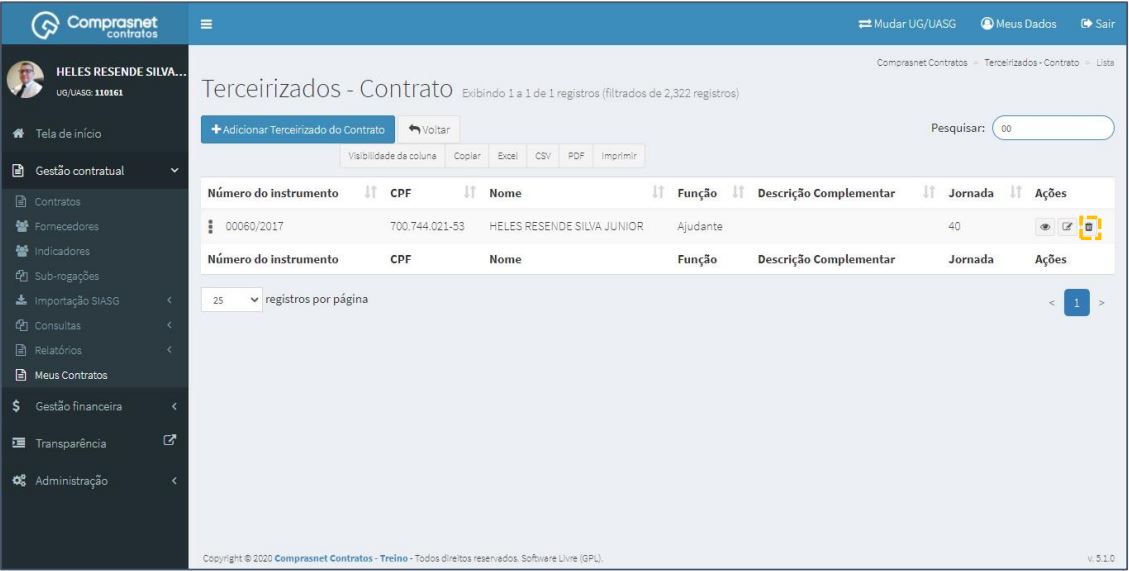 Comprasnet
contratos
Mudar UG/UASG
Meus Dados
Sair
HELES RESENDE SILVA...
UG/UASG: 110161
Comprasnet Contratos > Terceirizados - Contrato > Lista
Terceirizados - Contrato Exibindo 1 a 1 de 1 registros (filtrados de 2,322 registros)
+ Adicionar Terceirizado do Contrato
Voltar
Pesquisar: 00
Visibilidade da coluna Copiar Excel CSV PDF Imprimir
Tela de início
Gestão contratual
Contratos
Fornecedores
Indicadores
Sub-rogações
Importação SIASG <
Consultas <
Relatórios <
Meus Contratos
$ Gestão financeira <
Transparência
Administração <
Número do instrumento CPF Nome Função Descrição Complementar Jornada Ações
00060/2017 700.744.021-53 HELES RESENDE SILVA JUNIOR Ajudante 40
Número do instrumento CPF Nome Função Descrição Complementar Jornada Ações
25 registros por página
< 1 >
Copyright © 2020 Comprasnet Contratos - Treino - Todos direitos reservados. Software Livre (GPL).
v. 5.1.0